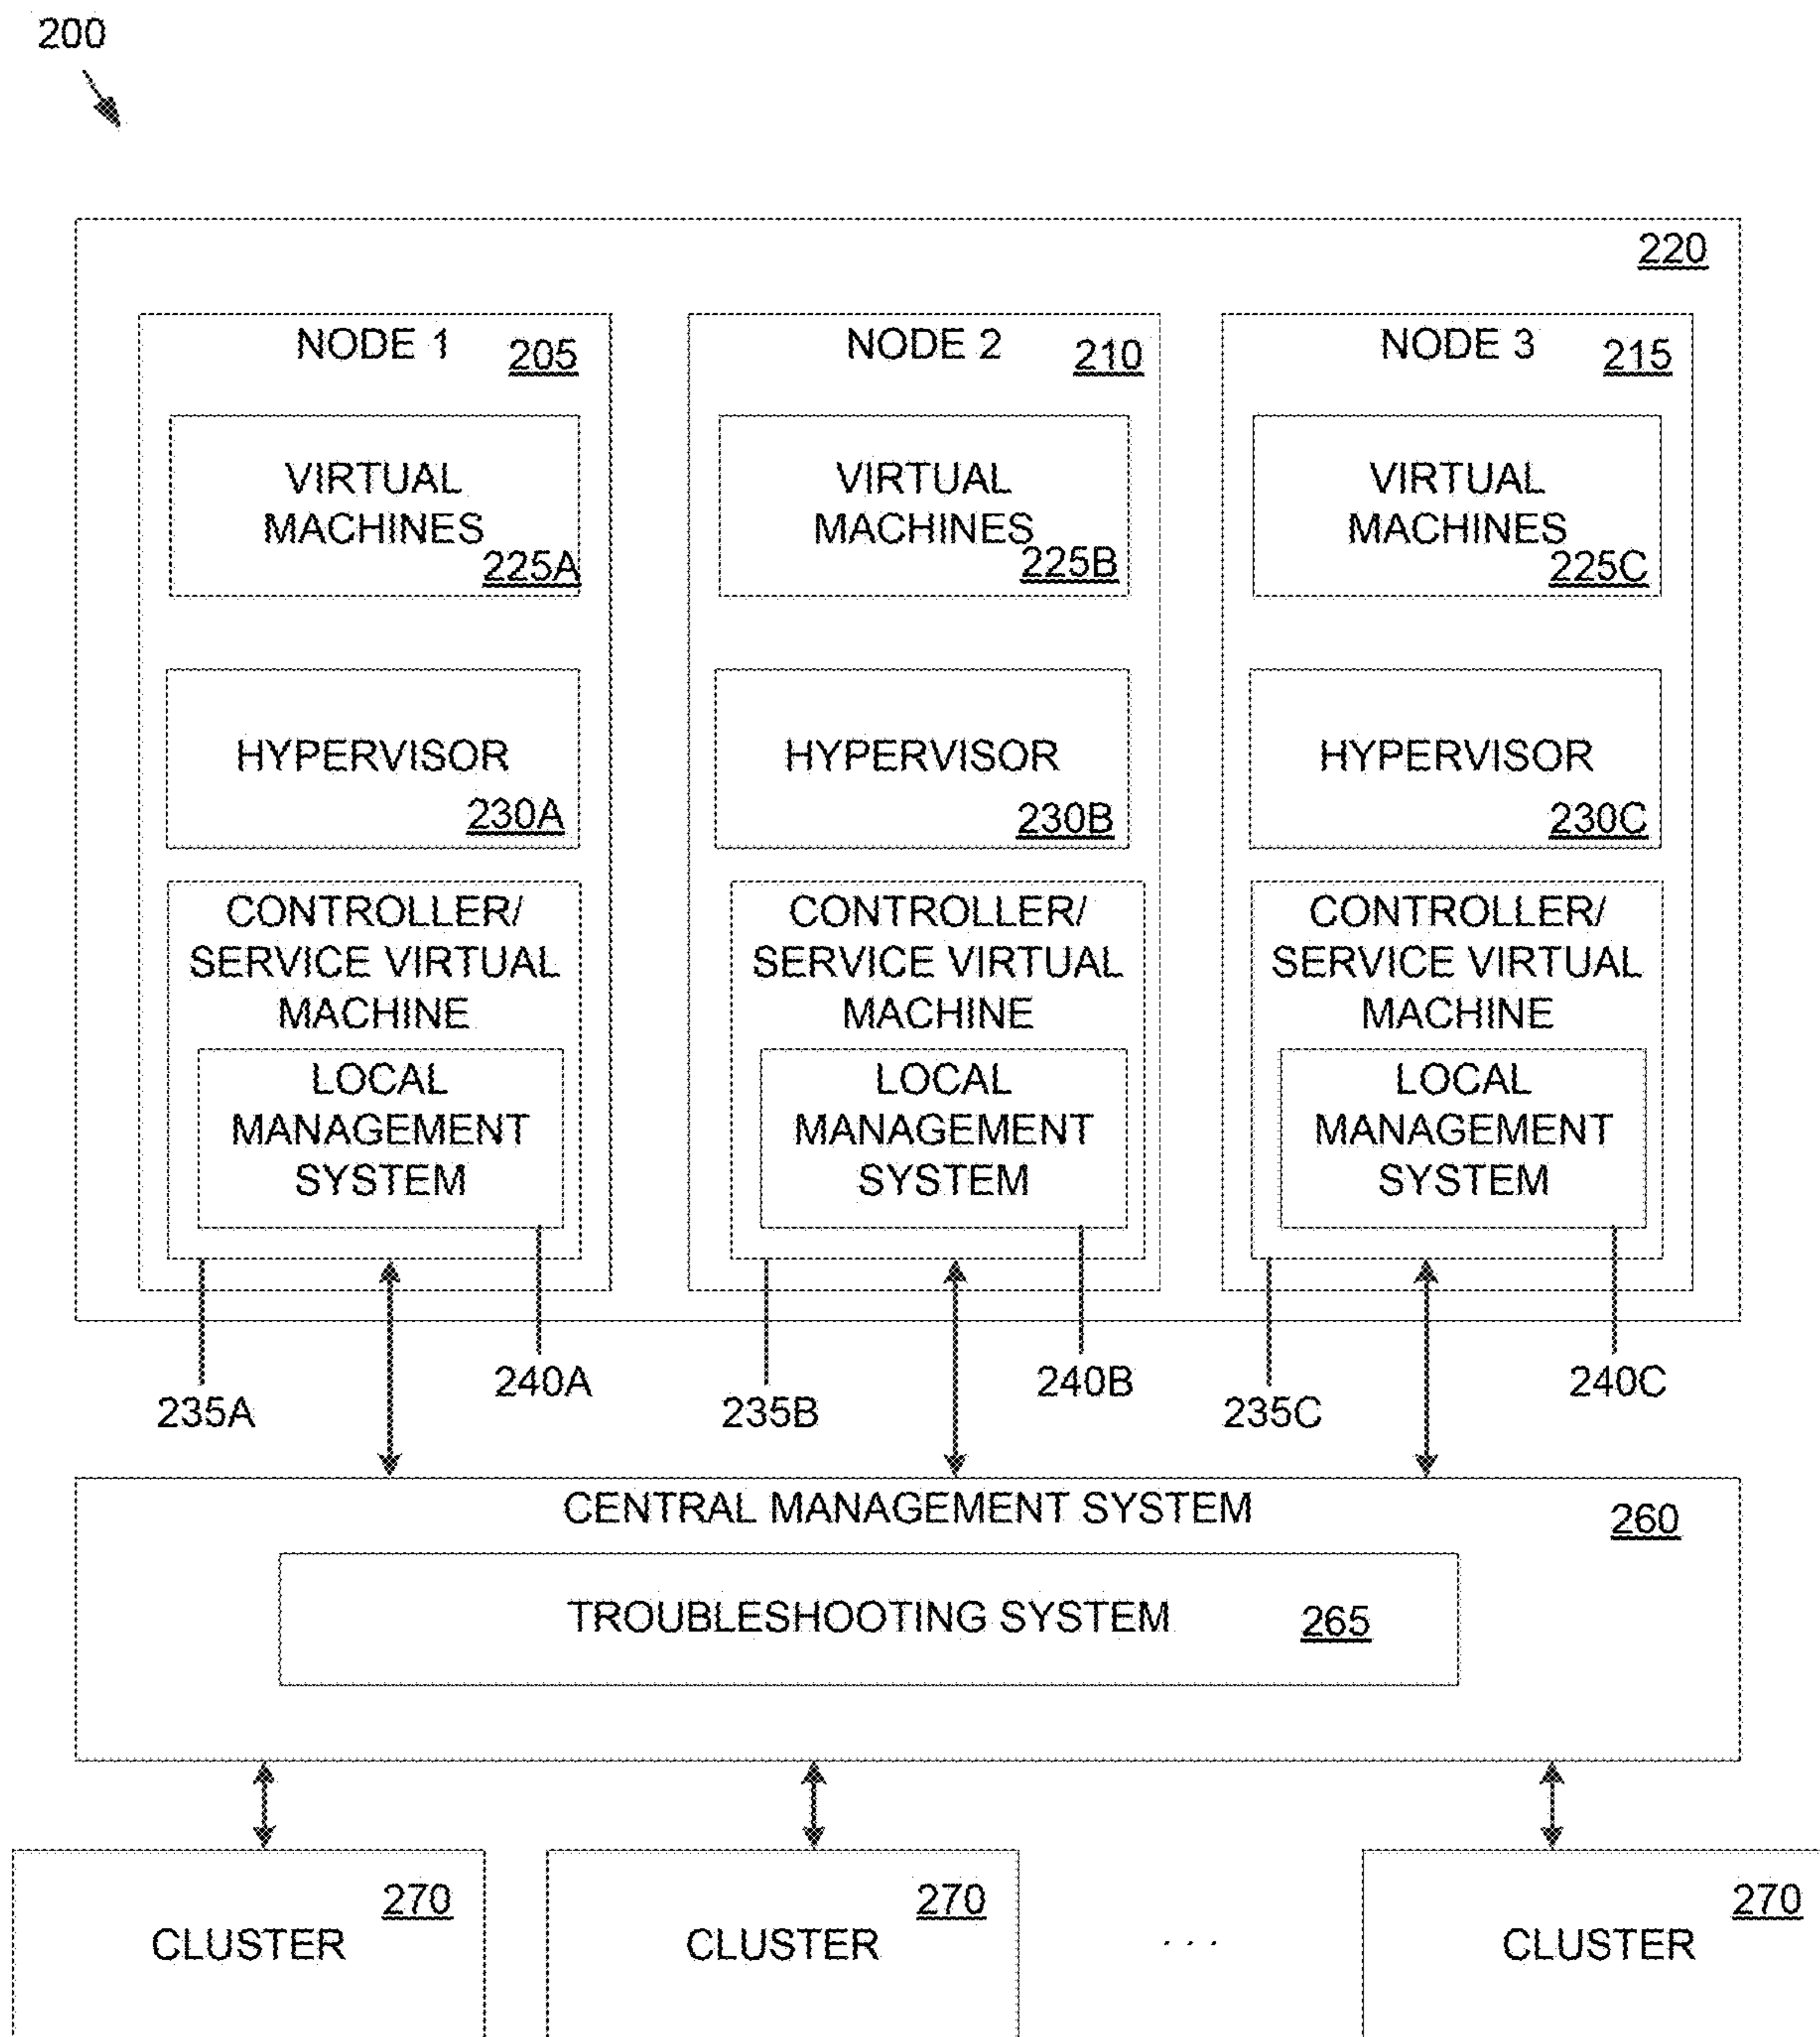 200
220
NODE 1
205
VIRTUAL
MACHINES
225A
HYPERVISOR
230A
CONTROLLER/
SERVICE VIRTUAL
MACHINE
LOCAL
MANAGEMENT
SYSTEM
235A
240A
NODE 2
210
VIRTUAL
MACHINES
225B
HYPERVISOR
230B
CONTROLLER/
SERVICE VIRTUAL
MACHINE
LOCAL
MANAGEMENT
SYSTEM
235B
240B
NODE 3
215
VIRTUAL
MACHINES
225C
HYPERVISOR
230C
CONTROLLER/
SERVICE VIRTUAL
MACHINE
LOCAL
MANAGEMENT
SYSTEM
235C
240C
CENTRAL MANAGEMENT SYSTEM
260
TROUBLESHOOTING SYSTEM
265
270
CLUSTER
270
CLUSTER
. . .
270
CLUSTER